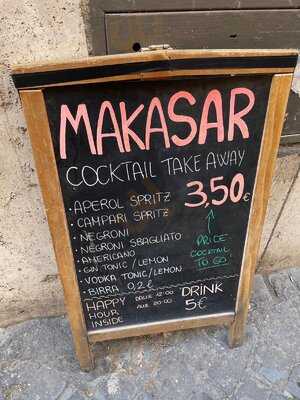 MAKASAR
COCKTAIL TAKE AWAY
• APEROL SPRITZ
3,50€
• CAMPARI SPRITZ
• NEGRONI
• NEGRONI SBAGLIATO
• AMERICANO
• GIN TONIC / LEMON
• VODKA TONIC / LEMON
• BIRRA 0,2 €
PRICE
COCKTAIL
TO GO
HAPPY
HOUR
INSIDE
DALLE 12:00
ALLE 20:00
DRINK
5€